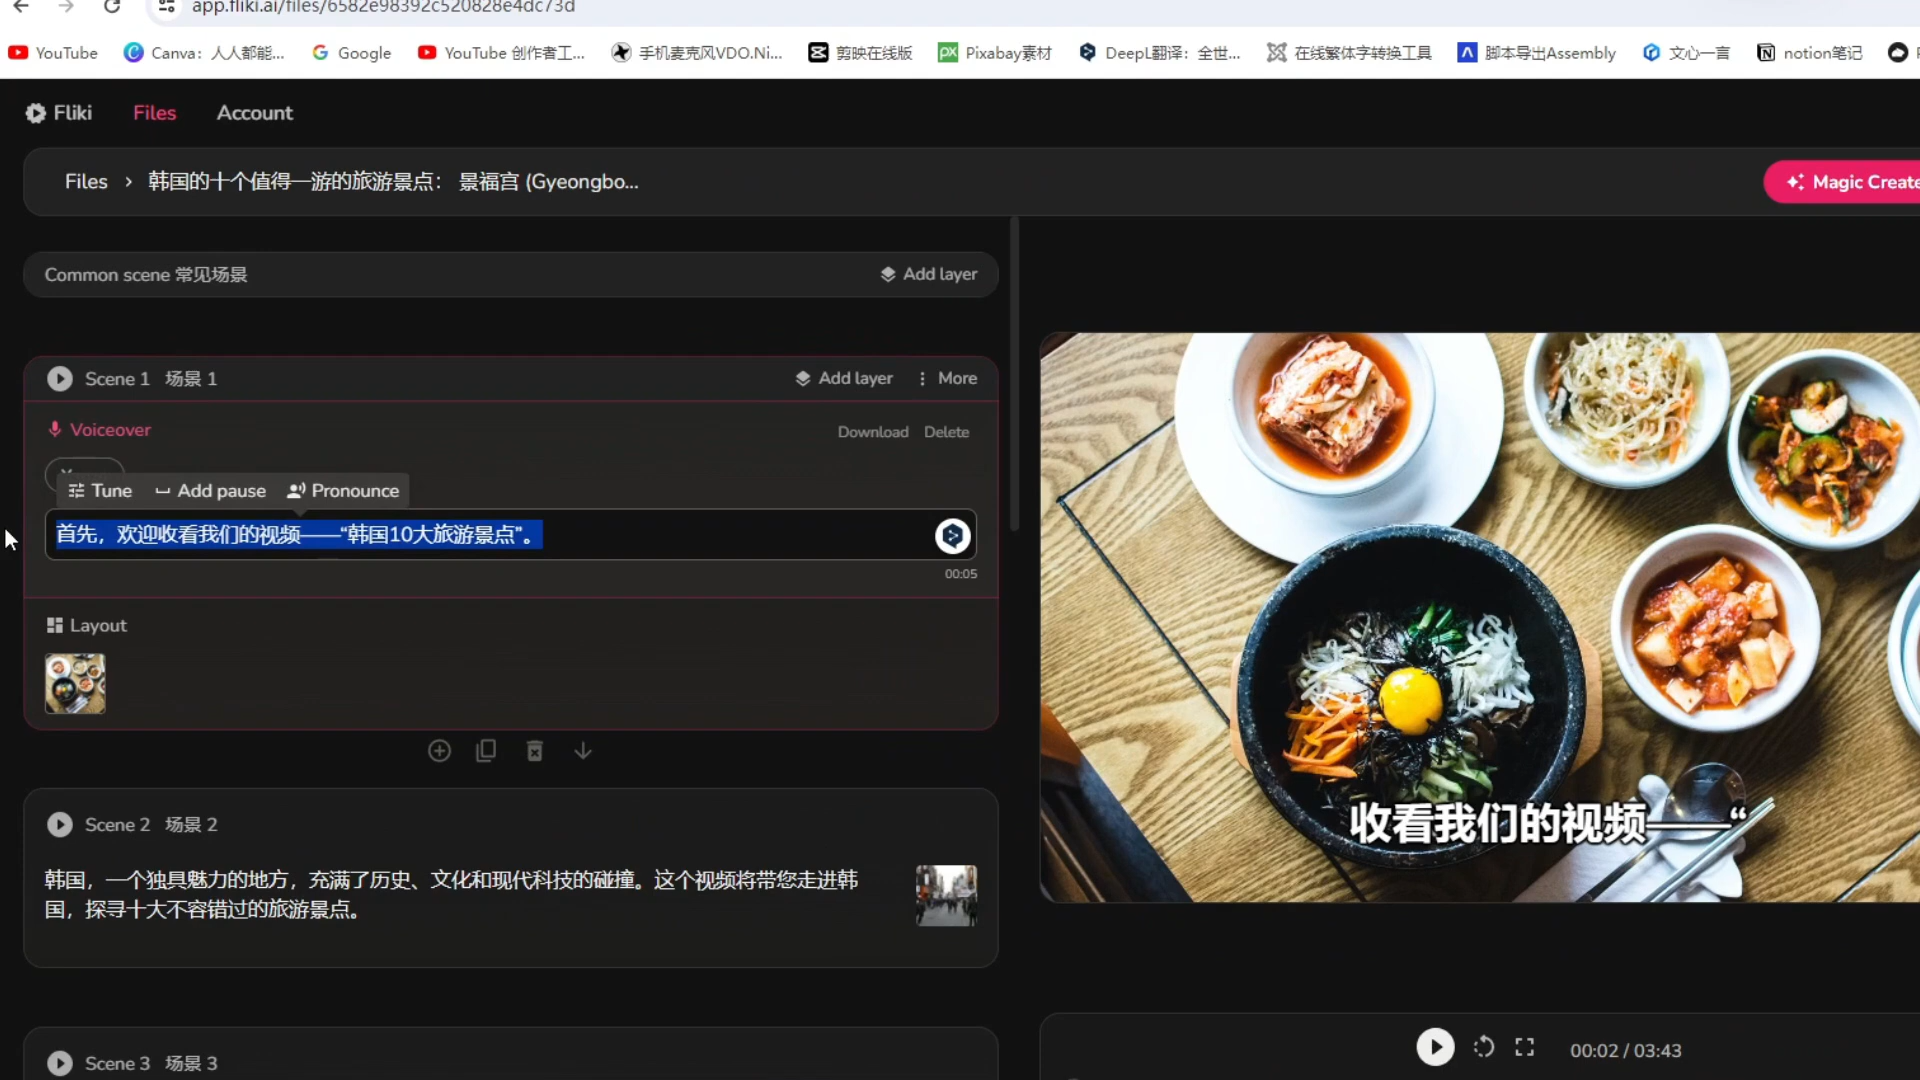 app.fliki.ai/files/6582e98392c520828e4dc73d
YouTube
Canva：人人都能...
Google
YouTube 创作者工...
手机麦克风VDO.Ni...
剪映在线版
Pixabay素材
DeepL翻译：全世...
在线繁体字转换工具
脚本导出Assembly
文心一言
notion笔记
Fliki Files Account
Files › 韩国的十个值得一游的旅游景点： 景福宫 (Gyeongbo...
Magic Create
Common scene 常见场景
Add layer
Scene 1 场景 1
Add layer
More
Voiceover
Download Delete
Tune Add pause Pronounce
首先，欢迎收看我们的视频——“韩国10大旅游景点”。
00:05
Layout
Scene 2 场景 2
韩国，一个独具魅力的地方，充满了历史、文化和现代科技的碰撞。这个视频将带您走进韩
国，探寻十大不容错过的旅游景点。
Scene 3 场景 3
收看我们的视频——“
00:02 / 03:43